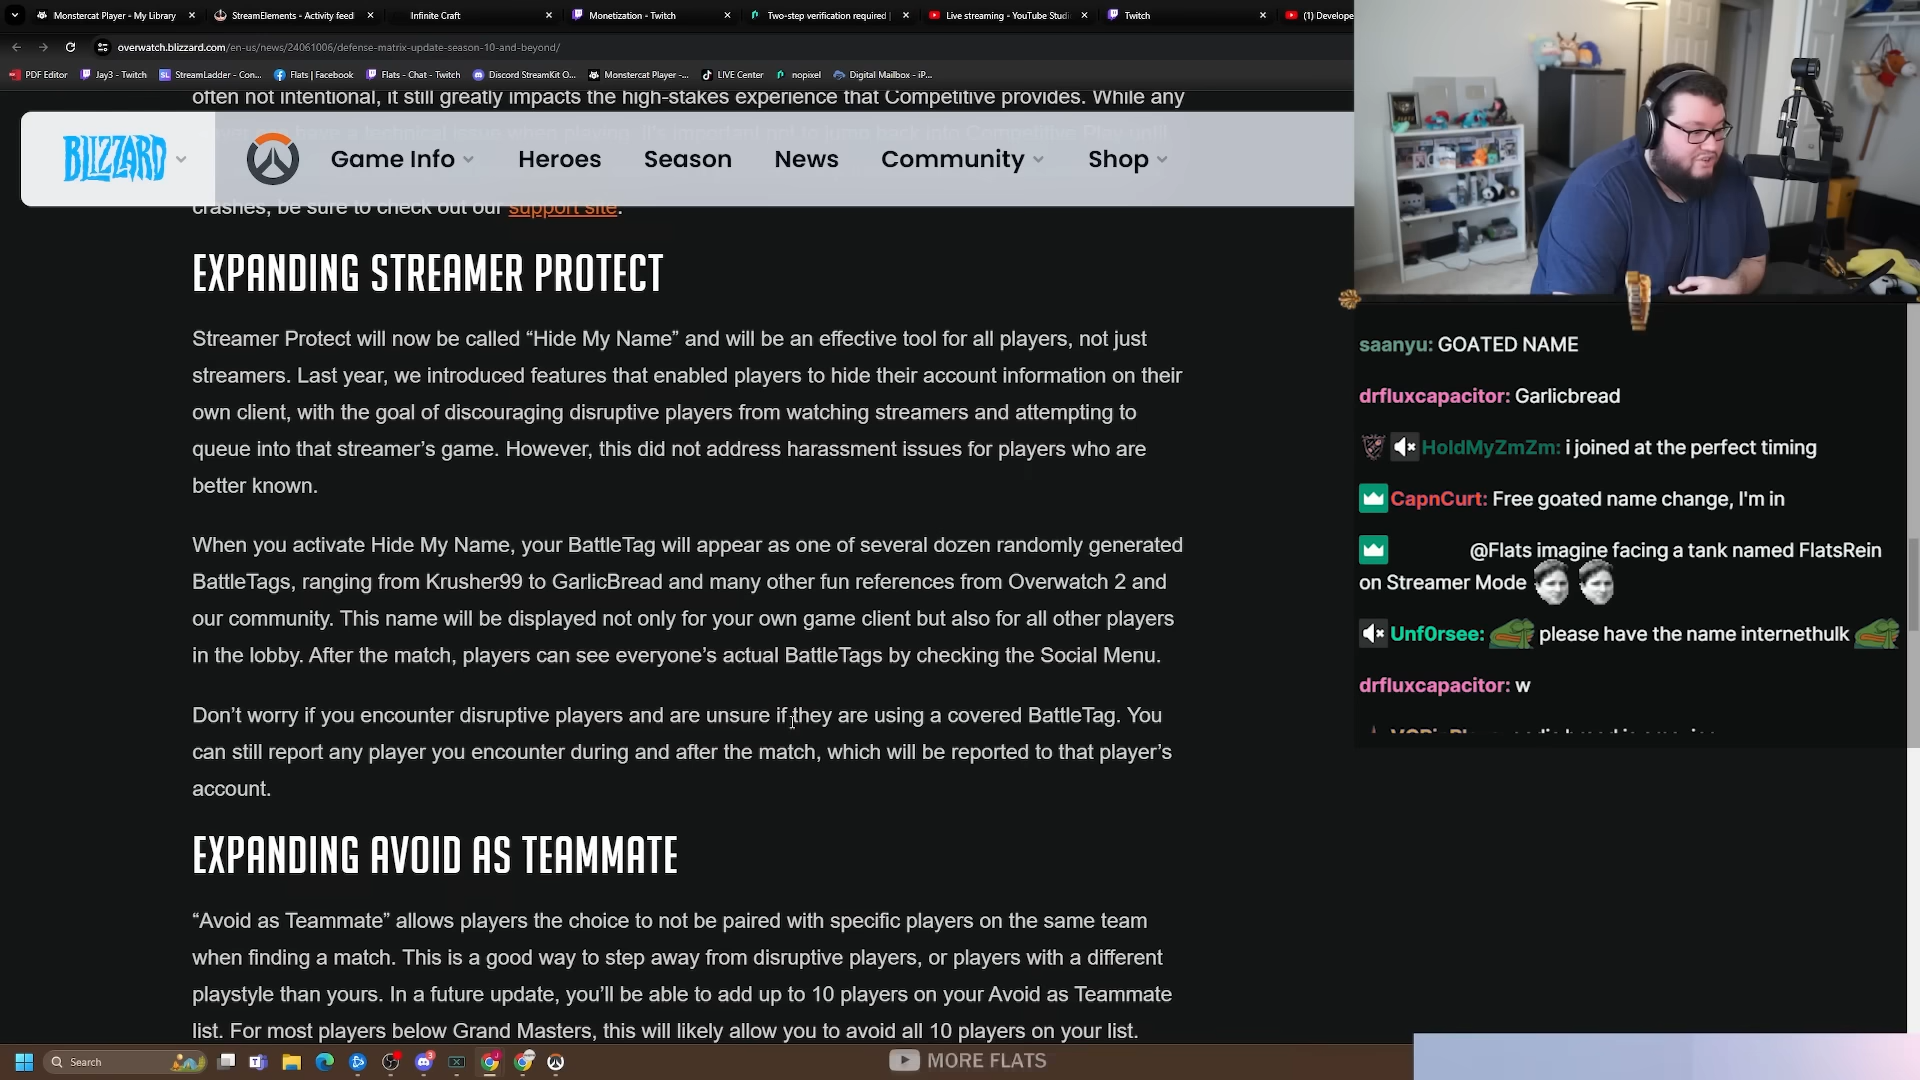 Monstercat Player - My Library
StreamElements - Activity feed
Infinite Craft
Monetization - Twitch
Two-step verification required |
Live streaming - YouTube Studi
Twitch
(1) Develope
overwatch.blizzard.com/en-us/news/24061006/defense-matrix-update-season-10-and-beyond/
PDF Editor
Jay3 - Twitch
StreamLadder - Con...
Flats | Facebook
Flats - Chat - Twitch
Discord StreamKit O...
Monstercat Player -...
LIVE Center
nopixel
Digital Mailbox - iP...
often not intentional, it still greatly impacts the high-stakes experience that Competitive provides. While any
BLIZZARD
Game Info
Heroes
Season
News
Community
Shop
crashes, be sure to check out our support site.
EXPANDING STREAMER PROTECT
Streamer Protect will now be called “Hide My Name” and will be an effective tool for all players, not just
streamers. Last year, we introduced features that enabled players to hide their account information on their
own client, with the goal of discouraging disruptive players from watching streamers and attempting to
queue into that streamer’s game. However, this did not address harassment issues for players who are
better known.
When you activate Hide My Name, your BattleTag will appear as one of several dozen randomly generated
BattleTags, ranging from Krusher99 to GarlicBread and many other fun references from Overwatch 2 and
our community. This name will be displayed not only for your own game client but also for all other players
in the lobby. After the match, players can see everyone’s actual BattleTags by checking the Social Menu.
Don’t worry if you encounter disruptive players and are unsure if they are using a covered BattleTag. You
can still report any player you encounter during and after the match, which will be reported to that player’s
account.
EXPANDING AVOID AS TEAMMATE
“Avoid as Teammate” allows players the choice to not be paired with specific players on the same team
when finding a match. This is a good way to step away from disruptive players, or players with a different
playstyle than yours. In a future update, you’ll be able to add up to 10 players on your Avoid as Teammate
list. For most players below Grand Masters, this will likely allow you to avoid all 10 players on your list.
saanyu: GOATED NAME
drfluxcapacitor: Garlicbread
HoldMyZmZm: i joined at the perfect timing
CapnCurt: Free goated name change, I'm in
@Flats imagine facing a tank named FlatsRein
on Streamer Mode
Unf0rsee: please have the name internethulk
drfluxcapacitor: w
Search
MORE FLATS